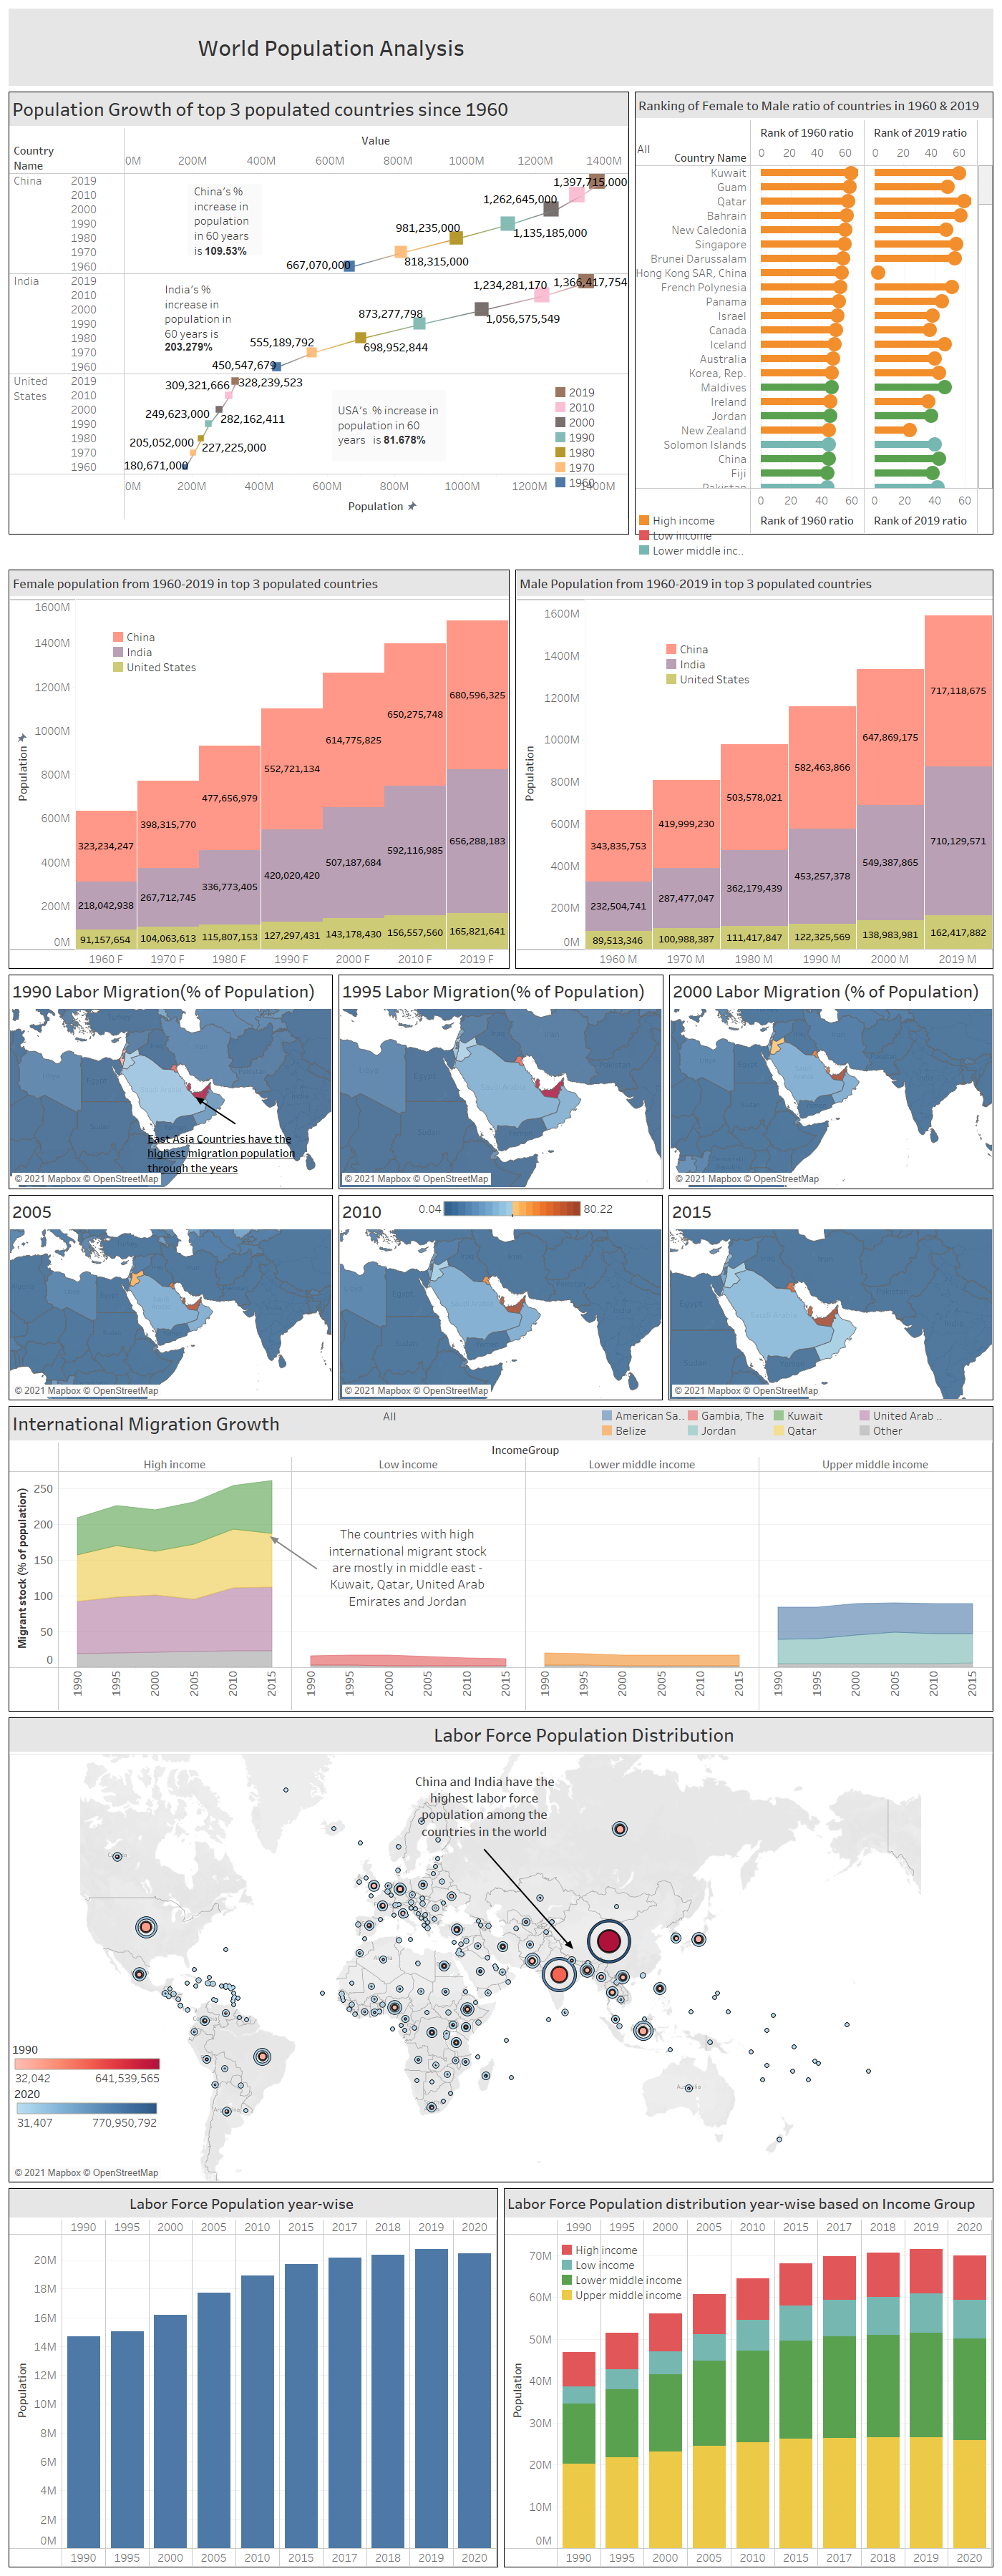 World Population Analysis
Population Growth of top 3 populated countries since 1960
Value
Country
Name
0M 200M 400M 600M 800M 1000M 1200M 1400M
China
2019
2010
2000
1990
1980
1970
1960
China's %
increase in
population
in 60 years
is 109.53%
1,397,715,000
1,262,645,000
1,135,185,000
981,235,000
818,315,000
667,070,000
India
2019
2010
2000
1990
1980
1970
1960
India's %
increase in
population in
60 years is
203.279%
1,366,417,754
1,234,281,170
1,056,575,549
873,277,798
698,952,844
555,189,792
450,547,679
United
States
2019
2010
2000
1990
1980
1970
1960
309,321,666
328,239,523
249,623,000
282,162,411
205,052,000
227,225,000
180,671,000
USA's % increase in
population in 60
years is 81.678%
2019
2010
2000
1990
1980
1970
1960
0M 200M 400M 600M 800M 1000M 1200M 1400M
Population
Ranking of Female to Male ratio of countries in 1960 & 2019
Rank of 1960 ratio Rank of 2019 ratio
All
Country Name
0 20 40 60 0 20 40 60
Kuwait
Guam
Qatar
Bahrain
New Caledonia
Singapore
Brunei Darussalam
Hong Kong SAR, China
French Polynesia
Panama
Israel
Canada
Iceland
Australia
Korea, Rep.
Maldives
Ireland
Jordan
New Zealand
Solomon Islands
China
Fiji
Pakistan
0 20 40 60 0 20 40 60
Rank of 1960 ratio Rank of 2019 ratio
High income
Low income
Lower middle inc..
Female population from 1960-2019 in top 3 populated countries
1600M
1400M
1200M
1000M
800M
600M
400M
200M
0M
Population
China
India
United States
323,234,247
218,042,938
91,157,654
398,315,770
267,712,745
104,063,613
477,656,979
336,773,405
115,807,153
552,721,134
420,020,420
127,297,431
614,775,825
507,187,684
143,178,430
650,275,748
592,116,985
156,557,560
680,596,325
656,288,183
165,821,641
1960 F 1970 F 1980 F 1990 F 2000 F 2010 F 2019 F
Male Population from 1960-2019 in top 3 populated countries
1600M
1400M
1200M
1000M
800M
600M
400M
200M
0M
Population
China
India
United States
343,835,753
232,504,741
89,513,346
419,999,230
287,477,047
100,988,387
503,578,021
362,179,439
111,417,847
582,463,866
453,257,378
122,325,569
647,869,175
549,387,865
138,983,981
717,118,675
710,129,571
162,417,882
1960 M 1970 M 1980 M 1990 M 2000 M 2019 M
1990 Labor Migration(% of Population)
East Asia Countries have the
highest migration population
through the years
© 2021 Mapbox © OpenStreetMap
1995 Labor Migration(% of Population)
© 2021 Mapbox © OpenStreetMap
2000 Labor Migration (% of Population)
© 2021 Mapbox © OpenStreetMap
2005
© 2021 Mapbox © OpenStreetMap
2010
0.04 80.22
© 2021 Mapbox © OpenStreetMap
2015
© 2021 Mapbox © OpenStreetMap
International Migration Growth
All
American Sa.. Gambia, The Kuwait United Arab ..
Belize Jordan Qatar Other
IncomeGroup
High income Low income Lower middle income Upper middle income
Migrant stock (% of population)
250
200
150
100
50
0
The countries with high
international migrant stock
are mostly in middle east -
Kuwait, Qatar, United Arab
Emirates and Jordan
1990 1995 2000 2005 2010 2015 1990 1995 2000 2005 2010 2015 1990 1995 2000 2005 2010 2015 1990 1995 2000 2005 2010 2015
Labor Force Population Distribution
China and India have the
highest labor force
population among the
countries in the world
1990
32,042 641,539,565
2020
31,407 770,950,792
© 2021 Mapbox © OpenStreetMap
Labor Force Population year-wise
1990 1995 2000 2005 2010 2015 2017 2018 2019 2020
20M
18M
16M
14M
12M
10M
8M
6M
4M
2M
0M
Population
1990 1995 2000 2005 2010 2015 2017 2018 2019 2020
Labor Force Population distribution year-wise based on Income Group
1990 1995 2000 2005 2010 2015 2017 2018 2019 2020
High income
Low income
Lower middle income
Upper middle income
70M
60M
50M
40M
30M
20M
10M
0M
Population
1990 1995 2000 2005 2010 2015 2017 2018 2019 2020